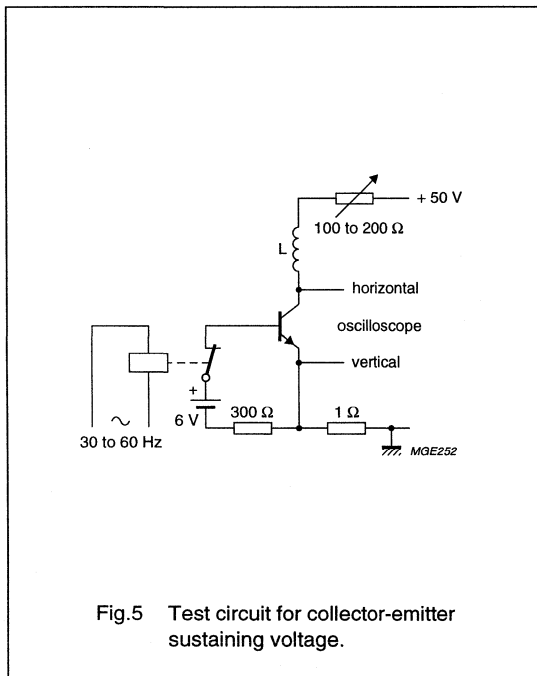 + 50 V
100 to 200 Ω
L
horizontal
oscilloscope
vertical
+
6 V
300 Ω
1 Ω
30 to 60 Hz
MGE252
Fig.5 Test circuit for collector-emitter
sustaining voltage.